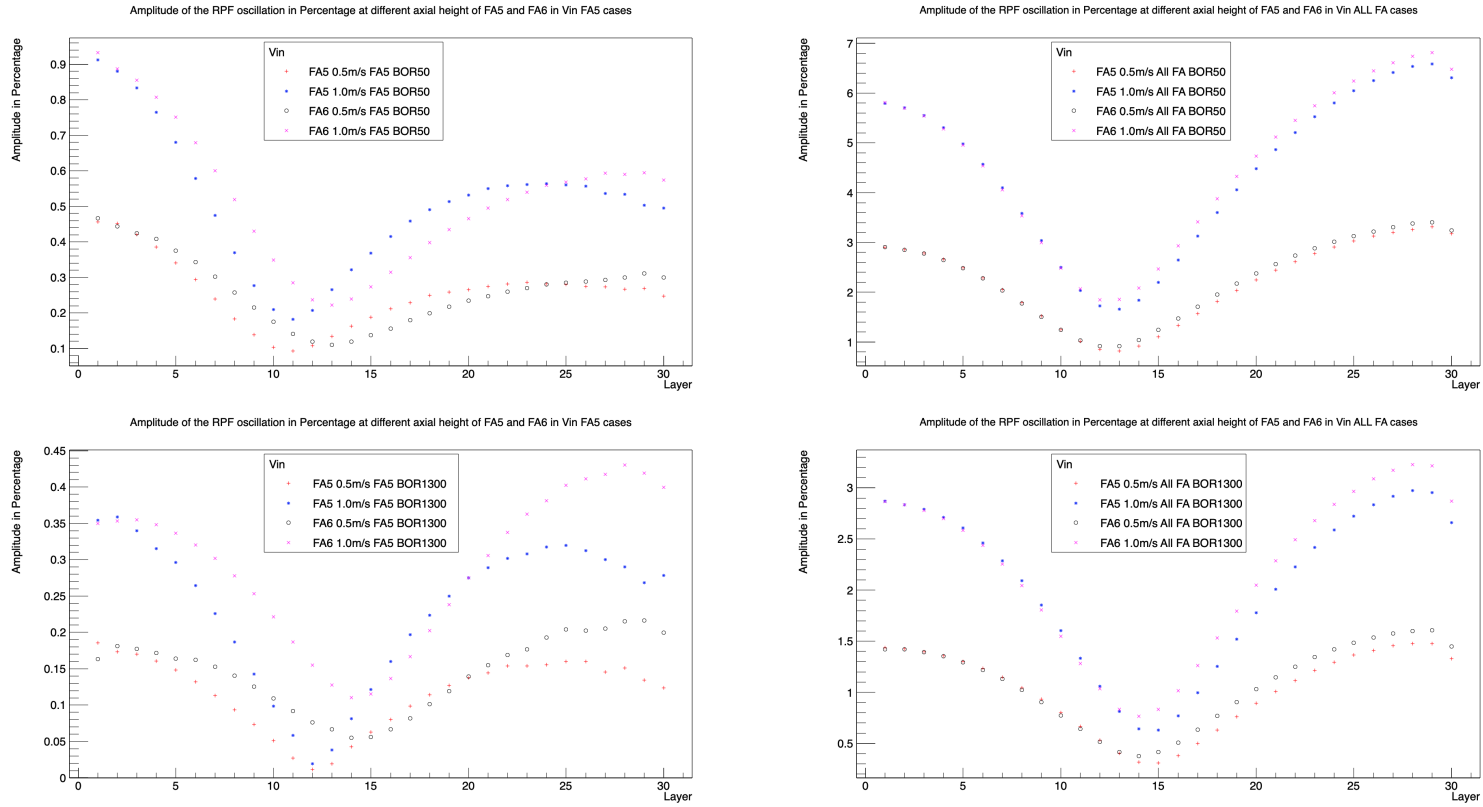 Amplitude of the RPF oscillation in Percentage at different axial height of FA5 and FA6 in Vin FA5 cases
Amplitude in Percentage
0.9
0.8
0.7
0.6
0.5
0.4
0.3
0.2
0.1
Vin
FA5 0.5m/s FA5 BOR50
FA5 1.0m/s FA5 BOR50
FA6 0.5m/s FA5 BOR50
FA6 1.0m/s FA5 BOR50
0 5 10 15 20 25 30
Layer
Amplitude of the RPF oscillation in Percentage at different axial height of FA5 and FA6 in Vin ALL FA cases
Amplitude in Percentage
7
6
5
4
3
2
1
Vin
FA5 0.5m/s All FA BOR50
FA5 1.0m/s All FA BOR50
FA6 0.5m/s All FA BOR50
FA6 1.0m/s All FA BOR50
0 5 10 15 20 25 30
Layer
Amplitude of the RPF oscillation in Percentage at different axial height of FA5 and FA6 in Vin FA5 cases
Amplitude in Percentage
0.45
0.4
0.35
0.3
0.25
0.2
0.15
0.1
0.05
0
Vin
FA5 0.5m/s FA5 BOR1300
FA5 1.0m/s FA5 BOR1300
FA6 0.5m/s FA5 BOR1300
FA6 1.0m/s FA5 BOR1300
0 5 10 15 20 25 30
Layer
Amplitude of the RPF oscillation in Percentage at different axial height of FA5 and FA6 in Vin ALL FA cases
Amplitude in Percentage
3
2.5
2
1.5
1
0.5
Vin
FA5 0.5m/s All FA BOR1300
FA5 1.0m/s All FA BOR1300
FA6 0.5m/s All FA BOR1300
FA6 1.0m/s All FA BOR1300
0 5 10 15 20 25 30
Layer